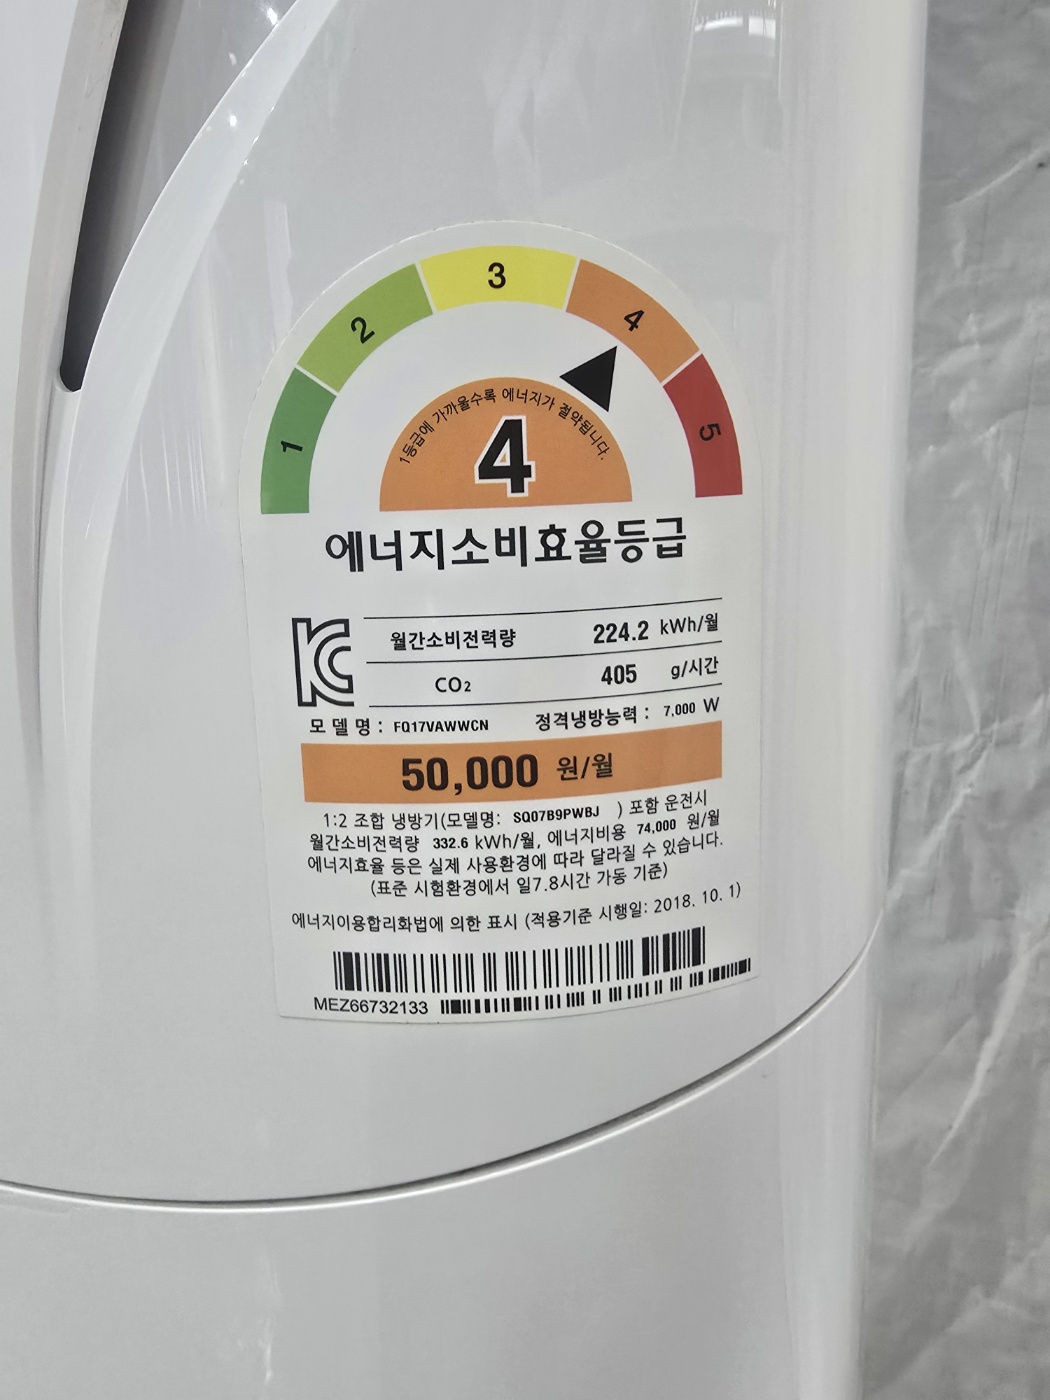 1
2
3
4
5
1등급에 가까울수록 에너지가 절약됩니다.
4
에너지소비효율등급
KC
월간소비전력량 224.2 kWh/월
CO₂ 405 g/시간
모델명 : FQ17VAWWCN 정격냉방능력 : 7,000 W
50,000 원/월
1:2 조합 냉방기(모델명: SQ07B9PWBJ ) 포함 운전시
월간소비전력량 332.6 kWh/월, 에너지비용 74,000 원/월
에너지효율 등은 실제 사용환경에 따라 달라질 수 있습니다.
(표준 시험환경에서 일7.8시간 가동 기준)
에너지이용합리화법에 의한 표시 (적용기준 시행일: 2018. 10. 1)
MEZ66732133